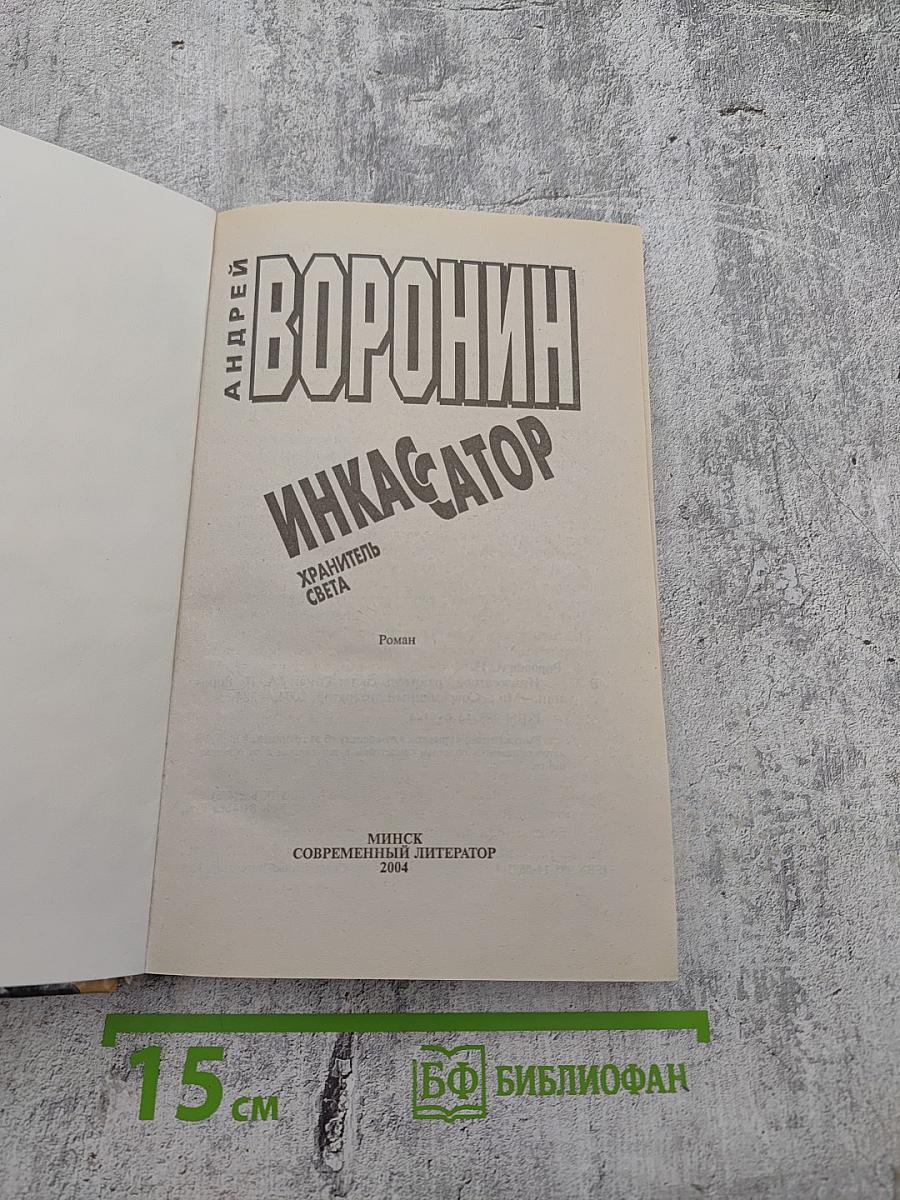 АНДРЕЙ
ВОРОНИН
ИНКАССАТОР
ХРАНИТЕЛЬ
СВЕТА
Роман
МИНСК
СОВРЕМЕННЫЙ ЛИТЕРАТОР
2004
15 см
БФ БИБЛИОФАН